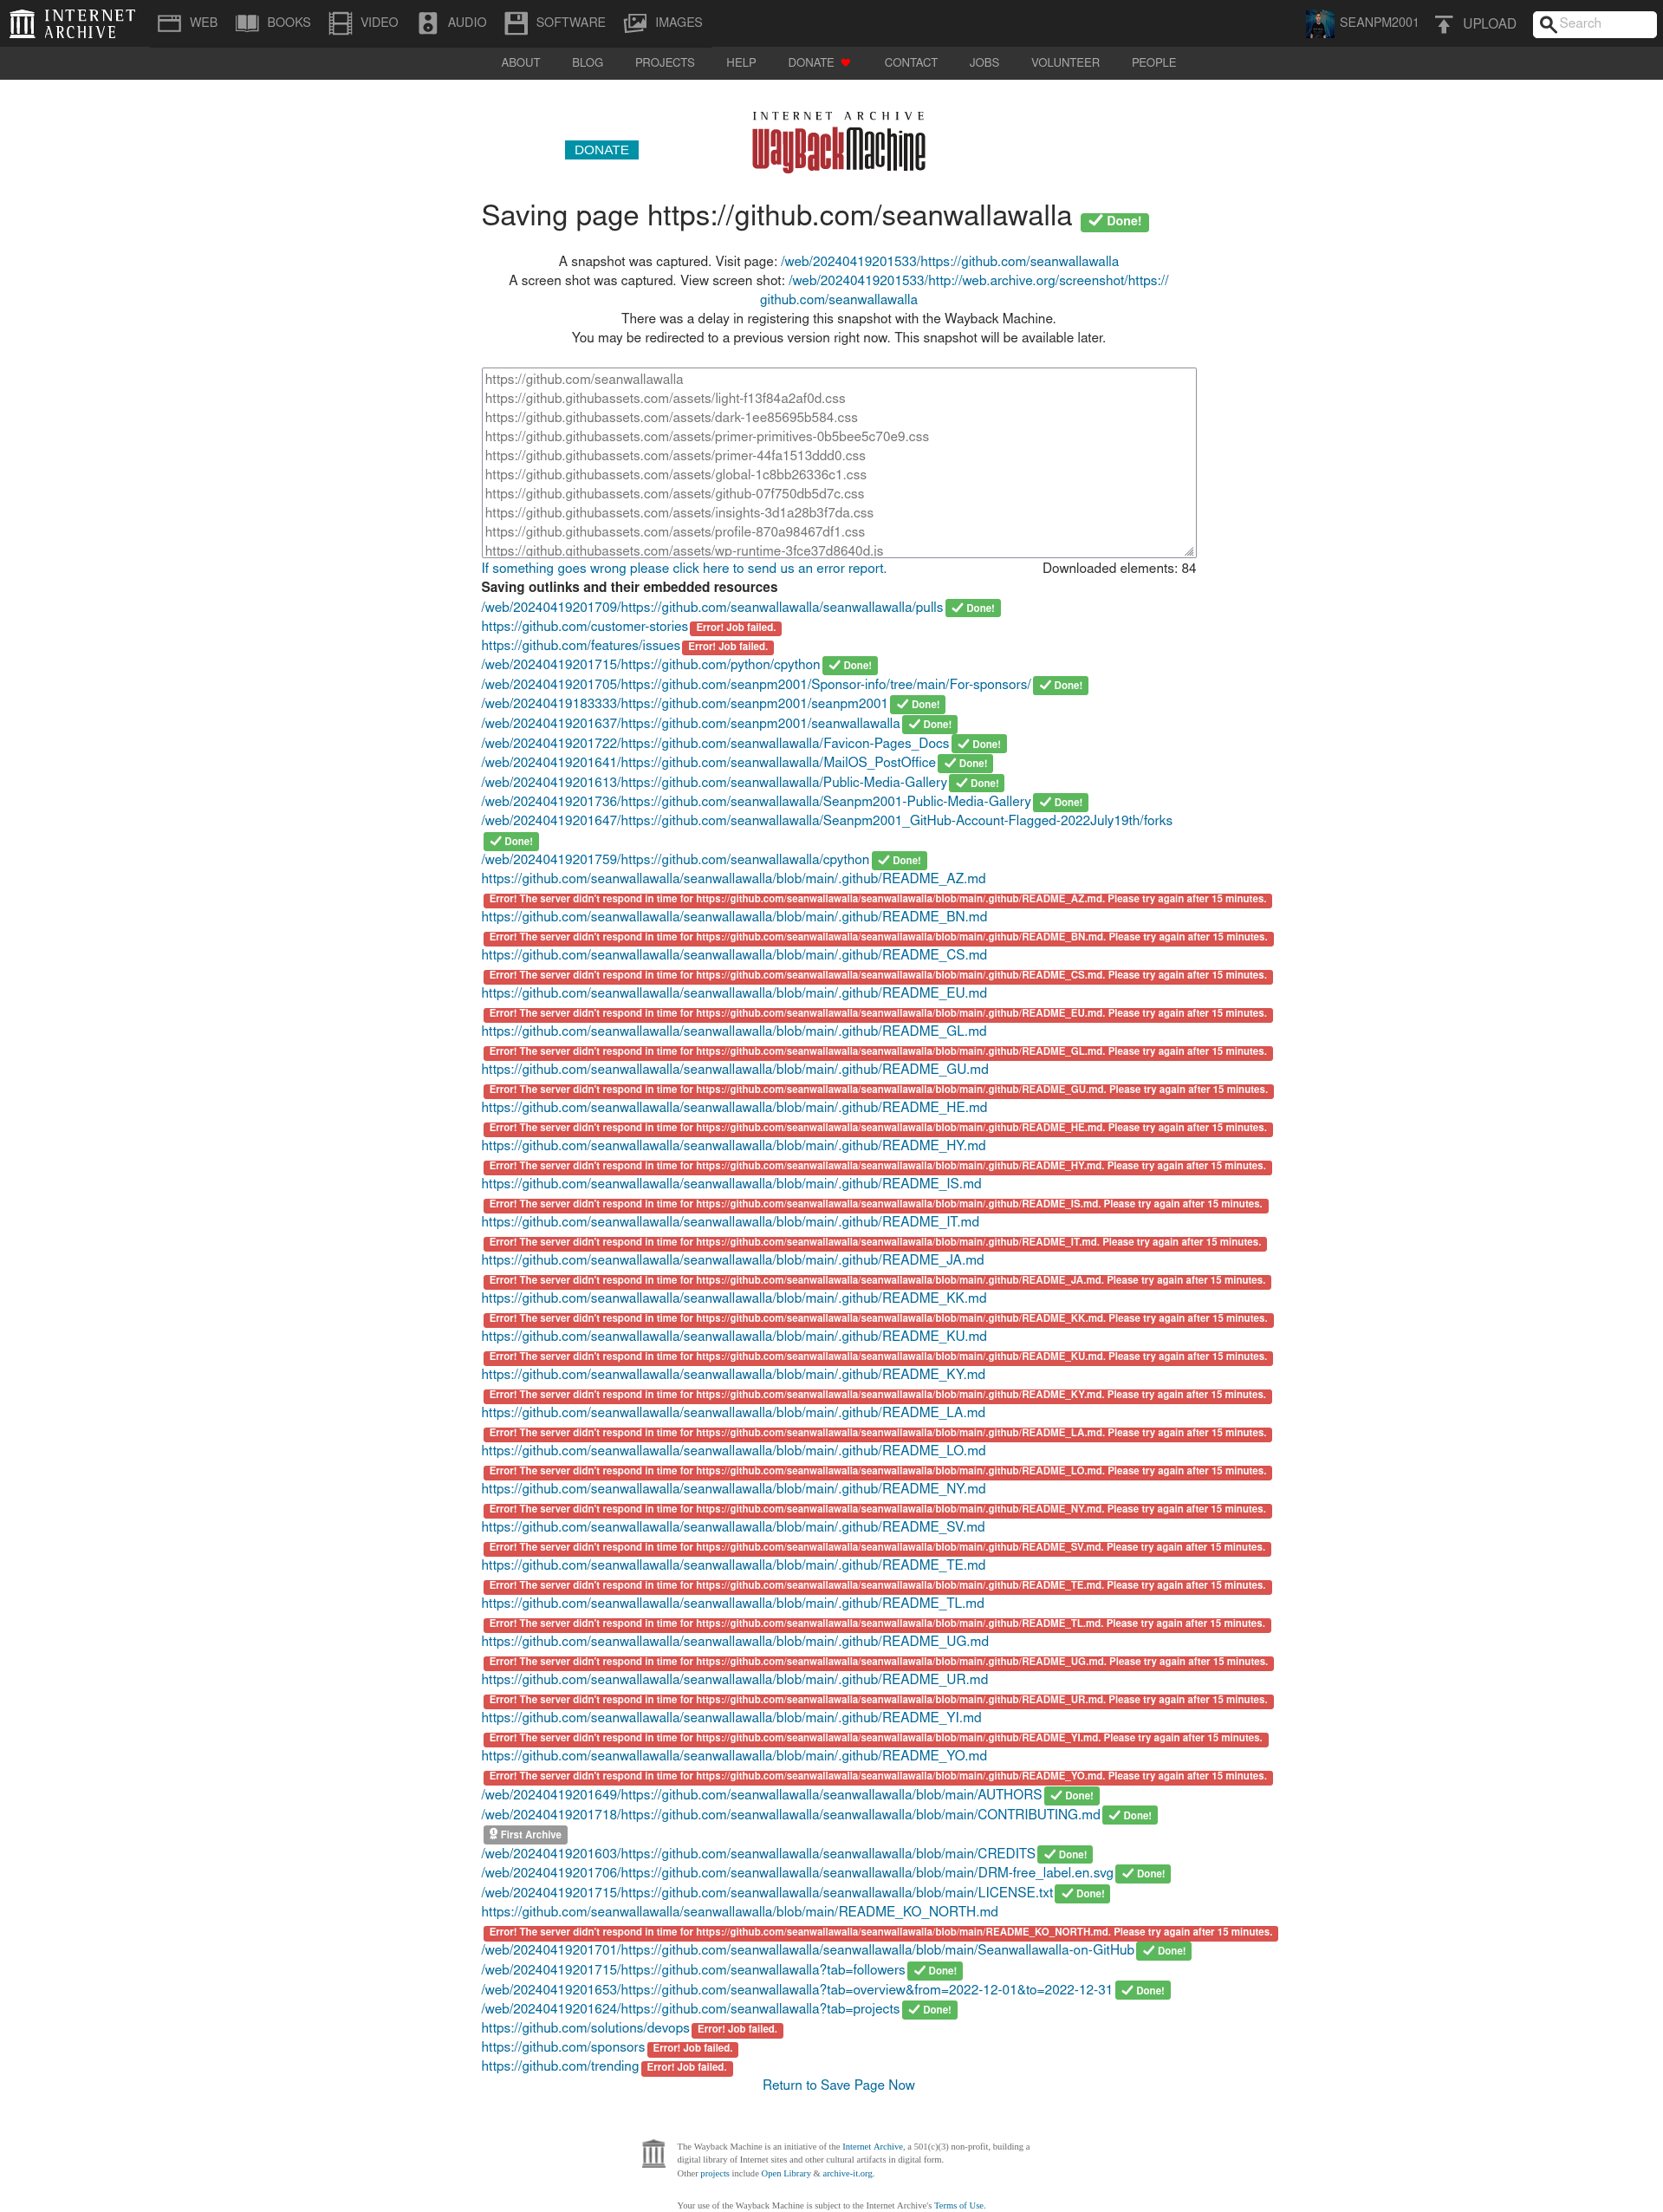 INTERNET ARCHIVE
WEB
BOOKS
VIDEO
AUDIO
SOFTWARE
IMAGES
SEANPM2001
UPLOAD
Search
ABOUT
BLOG
PROJECTS
HELP
DONATE
CONTACT
JOBS
VOLUNTEER
PEOPLE
DONATE
INTERNET ARCHIVE
WayBackMachine
Saving page https://github.com/seanwallawalla Done!
A snapshot was captured. Visit page: /web/20240419201533/https://github.com/seanwallawalla
A screen shot was captured. View screen shot: /web/20240419201533/http://web.archive.org/screenshot/https://
github.com/seanwallawalla
There was a delay in registering this snapshot with the Wayback Machine.
You may be redirected to a previous version right now. This snapshot will be available later.
https://github.com/seanwallawalla
https://github.githubassets.com/assets/light-f13f84a2af0d.css
https://github.githubassets.com/assets/dark-1ee85695b584.css
https://github.githubassets.com/assets/primer-primitives-0b5bee5c70e9.css
https://github.githubassets.com/assets/primer-44fa1513ddd0.css
https://github.githubassets.com/assets/global-1c8bb26336c1.css
https://github.githubassets.com/assets/github-07f750db5d7c.css
https://github.githubassets.com/assets/insights-3d1a28b3f7da.css
https://github.githubassets.com/assets/profile-870a98467df1.css
https://github.githubassets.com/assets/wp-runtime-3fce37d8640d.js
If something goes wrong please click here to send us an error report.
Downloaded elements: 84
Saving outlinks and their embedded resources
/web/20240419201709/https://github.com/seanwallawalla/seanwallawalla/pulls Done!
https://github.com/customer-stories Error! Job failed.
https://github.com/features/issues Error! Job failed.
/web/20240419201715/https://github.com/python/cpython Done!
/web/20240419201705/https://github.com/seanpm2001/Sponsor-info/tree/main/For-sponsors/ Done!
/web/20240419183333/https://github.com/seanpm2001/seanpm2001 Done!
/web/20240419201637/https://github.com/seanpm2001/seanwallawalla Done!
/web/20240419201722/https://github.com/seanwallawalla/Favicon-Pages_Docs Done!
/web/20240419201641/https://github.com/seanwallawalla/MailOS_PostOffice Done!
/web/20240419201613/https://github.com/seanwallawalla/Public-Media-Gallery Done!
/web/20240419201736/https://github.com/seanwallawalla/Seanpm2001-Public-Media-Gallery Done!
/web/20240419201647/https://github.com/seanwallawalla/Seanpm2001_GitHub-Account-Flagged-2022July19th/forks
Done!
/web/20240419201759/https://github.com/seanwallawalla/cpython Done!
https://github.com/seanwallawalla/seanwallawalla/blob/main/.github/README_AZ.md
Error! The server didn't respond in time for https://github.com/seanwallawalla/seanwallawalla/blob/main/.github/README_AZ.md. Please try again after 15 minutes.
https://github.com/seanwallawalla/seanwallawalla/blob/main/.github/README_BN.md
Error! The server didn't respond in time for https://github.com/seanwallawalla/seanwallawalla/blob/main/.github/README_BN.md. Please try again after 15 minutes.
https://github.com/seanwallawalla/seanwallawalla/blob/main/.github/README_CS.md
Error! The server didn't respond in time for https://github.com/seanwallawalla/seanwallawalla/blob/main/.github/README_CS.md. Please try again after 15 minutes.
https://github.com/seanwallawalla/seanwallawalla/blob/main/.github/README_EU.md
Error! The server didn't respond in time for https://github.com/seanwallawalla/seanwallawalla/blob/main/.github/README_EU.md. Please try again after 15 minutes.
https://github.com/seanwallawalla/seanwallawalla/blob/main/.github/README_GL.md
Error! The server didn't respond in time for https://github.com/seanwallawalla/seanwallawalla/blob/main/.github/README_GL.md. Please try again after 15 minutes.
https://github.com/seanwallawalla/seanwallawalla/blob/main/.github/README_GU.md
Error! The server didn't respond in time for https://github.com/seanwallawalla/seanwallawalla/blob/main/.github/README_GU.md. Please try again after 15 minutes.
https://github.com/seanwallawalla/seanwallawalla/blob/main/.github/README_HE.md
Error! The server didn't respond in time for https://github.com/seanwallawalla/seanwallawalla/blob/main/.github/README_HE.md. Please try again after 15 minutes.
https://github.com/seanwallawalla/seanwallawalla/blob/main/.github/README_HY.md
Error! The server didn't respond in time for https://github.com/seanwallawalla/seanwallawalla/blob/main/.github/README_HY.md. Please try again after 15 minutes.
https://github.com/seanwallawalla/seanwallawalla/blob/main/.github/README_IS.md
Error! The server didn't respond in time for https://github.com/seanwallawalla/seanwallawalla/blob/main/.github/README_IS.md. Please try again after 15 minutes.
https://github.com/seanwallawalla/seanwallawalla/blob/main/.github/README_IT.md
Error! The server didn't respond in time for https://github.com/seanwallawalla/seanwallawalla/blob/main/.github/README_IT.md. Please try again after 15 minutes.
https://github.com/seanwallawalla/seanwallawalla/blob/main/.github/README_JA.md
Error! The server didn't respond in time for https://github.com/seanwallawalla/seanwallawalla/blob/main/.github/README_JA.md. Please try again after 15 minutes.
https://github.com/seanwallawalla/seanwallawalla/blob/main/.github/README_KK.md
Error! The server didn't respond in time for https://github.com/seanwallawalla/seanwallawalla/blob/main/.github/README_KK.md. Please try again after 15 minutes.
https://github.com/seanwallawalla/seanwallawalla/blob/main/.github/README_KU.md
Error! The server didn't respond in time for https://github.com/seanwallawalla/seanwallawalla/blob/main/.github/README_KU.md. Please try again after 15 minutes.
https://github.com/seanwallawalla/seanwallawalla/blob/main/.github/README_KY.md
Error! The server didn't respond in time for https://github.com/seanwallawalla/seanwallawalla/blob/main/.github/README_KY.md. Please try again after 15 minutes.
https://github.com/seanwallawalla/seanwallawalla/blob/main/.github/README_LA.md
Error! The server didn't respond in time for https://github.com/seanwallawalla/seanwallawalla/blob/main/.github/README_LA.md. Please try again after 15 minutes.
https://github.com/seanwallawalla/seanwallawalla/blob/main/.github/README_LO.md
Error! The server didn't respond in time for https://github.com/seanwallawalla/seanwallawalla/blob/main/.github/README_LO.md. Please try again after 15 minutes.
https://github.com/seanwallawalla/seanwallawalla/blob/main/.github/README_NY.md
Error! The server didn't respond in time for https://github.com/seanwallawalla/seanwallawalla/blob/main/.github/README_NY.md. Please try again after 15 minutes.
https://github.com/seanwallawalla/seanwallawalla/blob/main/.github/README_SV.md
Error! The server didn't respond in time for https://github.com/seanwallawalla/seanwallawalla/blob/main/.github/README_SV.md. Please try again after 15 minutes.
https://github.com/seanwallawalla/seanwallawalla/blob/main/.github/README_TE.md
Error! The server didn't respond in time for https://github.com/seanwallawalla/seanwallawalla/blob/main/.github/README_TE.md. Please try again after 15 minutes.
https://github.com/seanwallawalla/seanwallawalla/blob/main/.github/README_TL.md
Error! The server didn't respond in time for https://github.com/seanwallawalla/seanwallawalla/blob/main/.github/README_TL.md. Please try again after 15 minutes.
https://github.com/seanwallawalla/seanwallawalla/blob/main/.github/README_UG.md
Error! The server didn't respond in time for https://github.com/seanwallawalla/seanwallawalla/blob/main/.github/README_UG.md. Please try again after 15 minutes.
https://github.com/seanwallawalla/seanwallawalla/blob/main/.github/README_UR.md
Error! The server didn't respond in time for https://github.com/seanwallawalla/seanwallawalla/blob/main/.github/README_UR.md. Please try again after 15 minutes.
https://github.com/seanwallawalla/seanwallawalla/blob/main/.github/README_YI.md
Error! The server didn't respond in time for https://github.com/seanwallawalla/seanwallawalla/blob/main/.github/README_YI.md. Please try again after 15 minutes.
https://github.com/seanwallawalla/seanwallawalla/blob/main/.github/README_YO.md
Error! The server didn't respond in time for https://github.com/seanwallawalla/seanwallawalla/blob/main/.github/README_YO.md. Please try again after 15 minutes.
/web/20240419201649/https://github.com/seanwallawalla/seanwallawalla/blob/main/AUTHORS Done!
/web/20240419201718/https://github.com/seanwallawalla/seanwallawalla/blob/main/CONTRIBUTING.md Done!
First Archive
/web/20240419201603/https://github.com/seanwallawalla/seanwallawalla/blob/main/CREDITS Done!
/web/20240419201706/https://github.com/seanwallawalla/seanwallawalla/blob/main/DRM-free_label.en.svg Done!
/web/20240419201715/https://github.com/seanwallawalla/seanwallawalla/blob/main/LICENSE.txt Done!
https://github.com/seanwallawalla/seanwallawalla/blob/main/README_KO_NORTH.md
Error! The server didn't respond in time for https://github.com/seanwallawalla/seanwallawalla/blob/main/README_KO_NORTH.md. Please try again after 15 minutes.
/web/20240419201701/https://github.com/seanwallawalla/seanwallawalla/blob/main/Seanwallawalla-on-GitHub Done!
/web/20240419201715/https://github.com/seanwallawalla?tab=followers Done!
/web/20240419201653/https://github.com/seanwallawalla?tab=overview&from=2022-12-01&to=2022-12-31 Done!
/web/20240419201624/https://github.com/seanwallawalla?tab=projects Done!
https://github.com/solutions/devops Error! Job failed.
https://github.com/sponsors Error! Job failed.
https://github.com/trending Error! Job failed.
Return to Save Page Now
The Wayback Machine is an initiative of the Internet Archive, a 501(c)(3) non-profit, building a
digital library of Internet sites and other cultural artifacts in digital form.
Other projects include Open Library & archive-it.org.
Your use of the Wayback Machine is subject to the Internet Archive's Terms of Use.